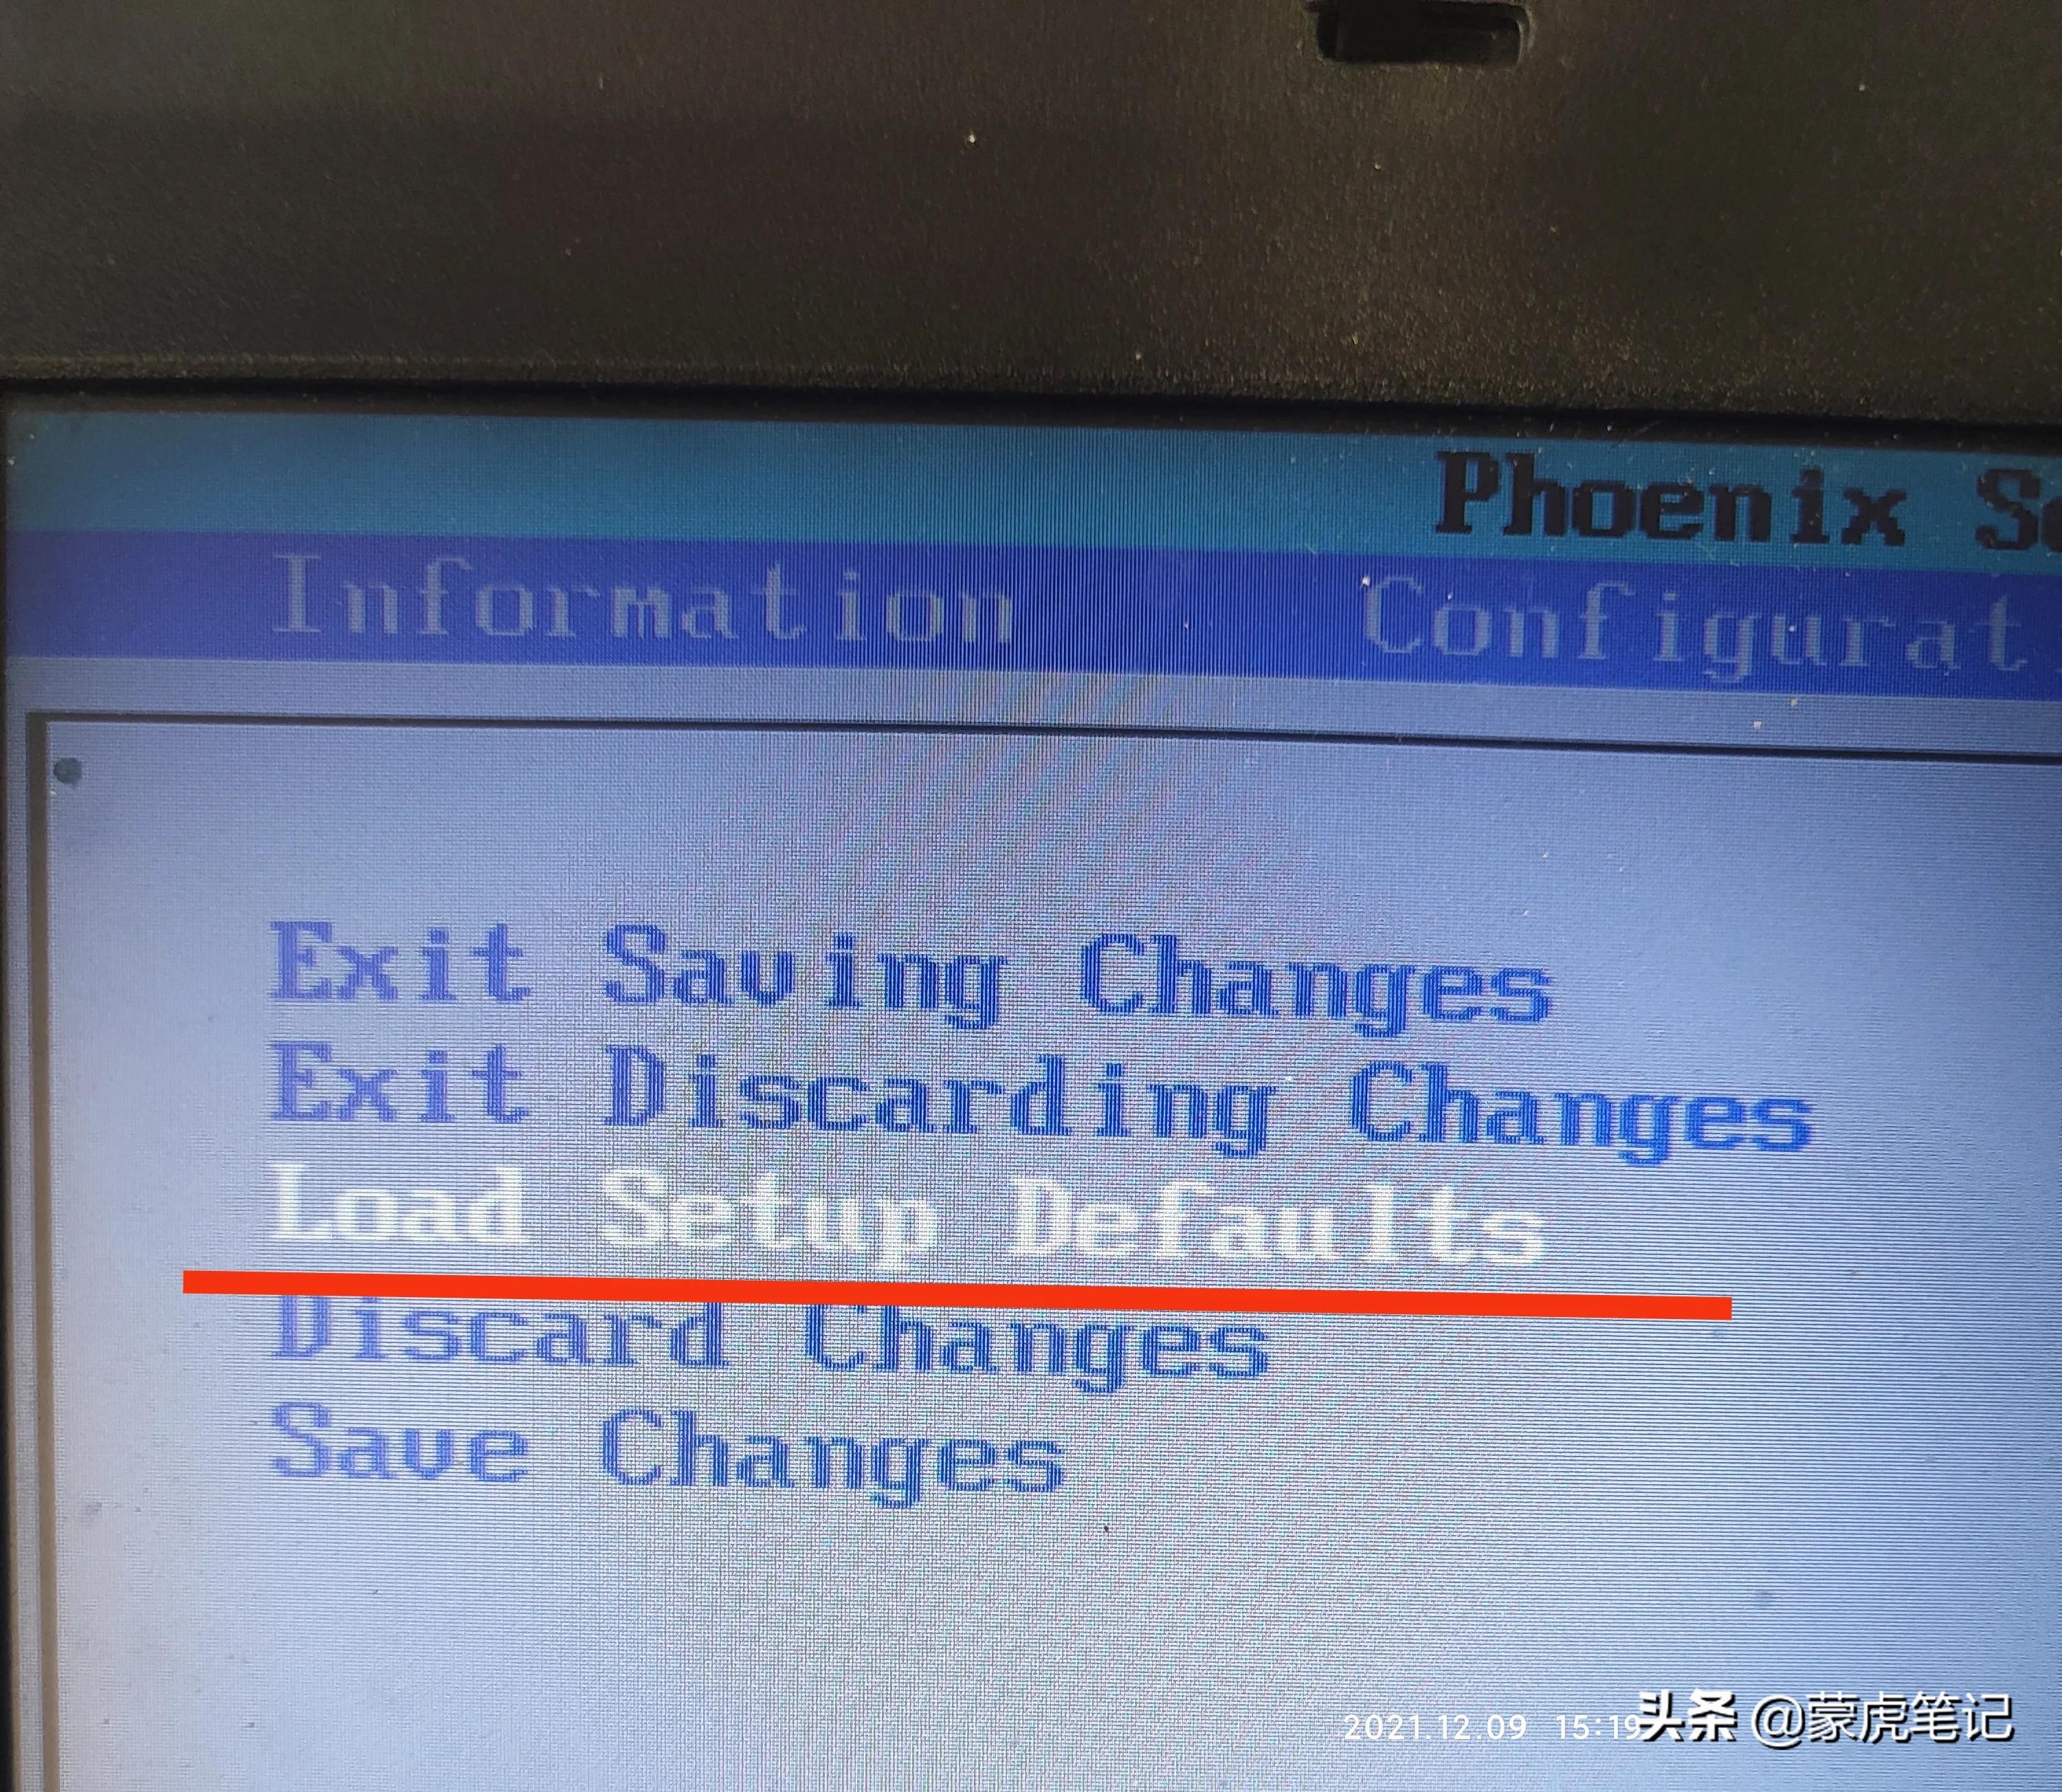 Phoenix
Information Configurat
Exit Saving Changes
Exit Discarding Changes
Load Setup Defaults
Discard Changes
Save Changes
2021.12.09 15:19
头条 @蒙虎笔记